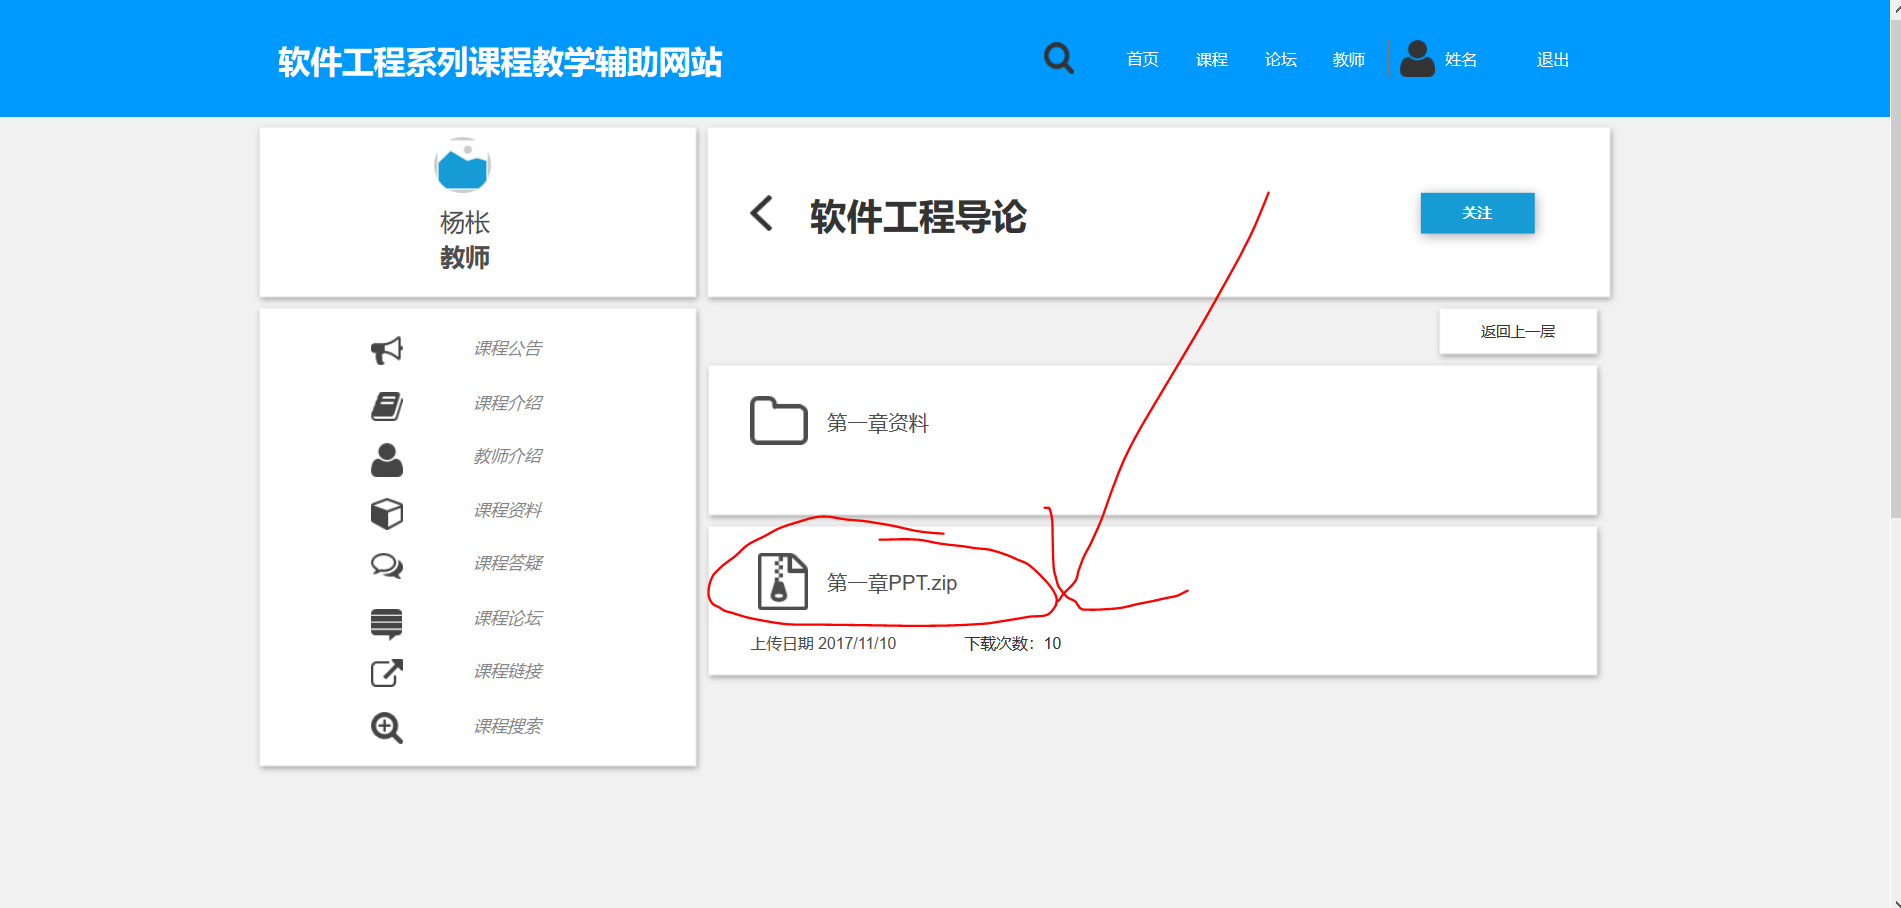 软件工程系列课程教学辅助网站
首页 课程 论坛 教师 姓名 退出
杨枨
教师
软件工程导论
关注
课程公告
课程介绍
教师介绍
课程资料
课程答疑
课程论坛
课程链接
课程搜索
返回上一层
第一章资料
第一章PPT.zip
上传日期 2017/11/10 下载次数：10